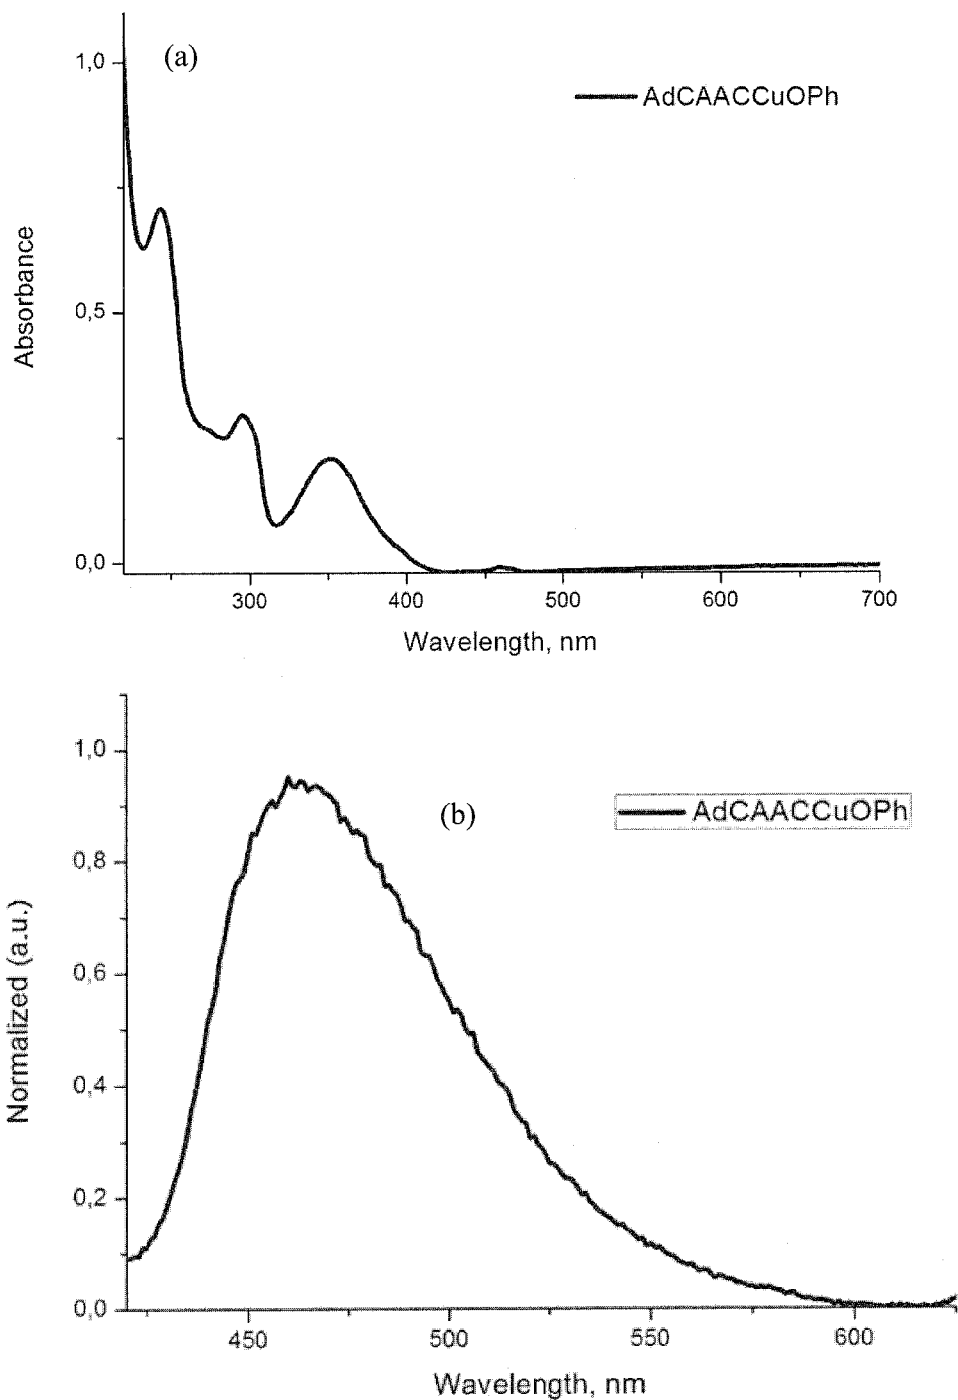 (a)
AdCAACCuOPh
1,0
0,5
0,0
Absorbance
300 400 500 600 700
Wavelength, nm
(b)
AdCAACCuOPh
1,0
0,8
0,6
0,4
0,2
0,0
Normalized (a.u.)
450 500 550 600
Wavelength, nm